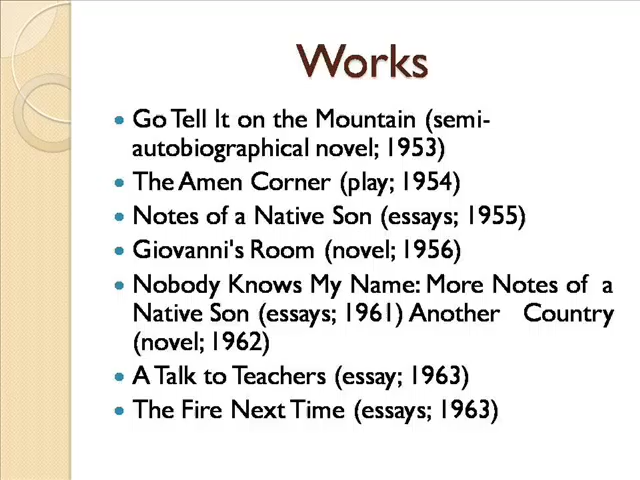 Works
• Go Tell It on the Mountain (semi-
autobiographical novel; 1953)
• The Amen Corner (play; 1954)
• Notes of a Native Son (essays; 1955)
• Giovanni's Room (novel; 1956)
• Nobody Knows My Name: More Notes of a
Native Son (essays; 1961) Another Country
(novel; 1962)
• A Talk to Teachers (essay; 1963)
• The Fire Next Time (essays; 1963)